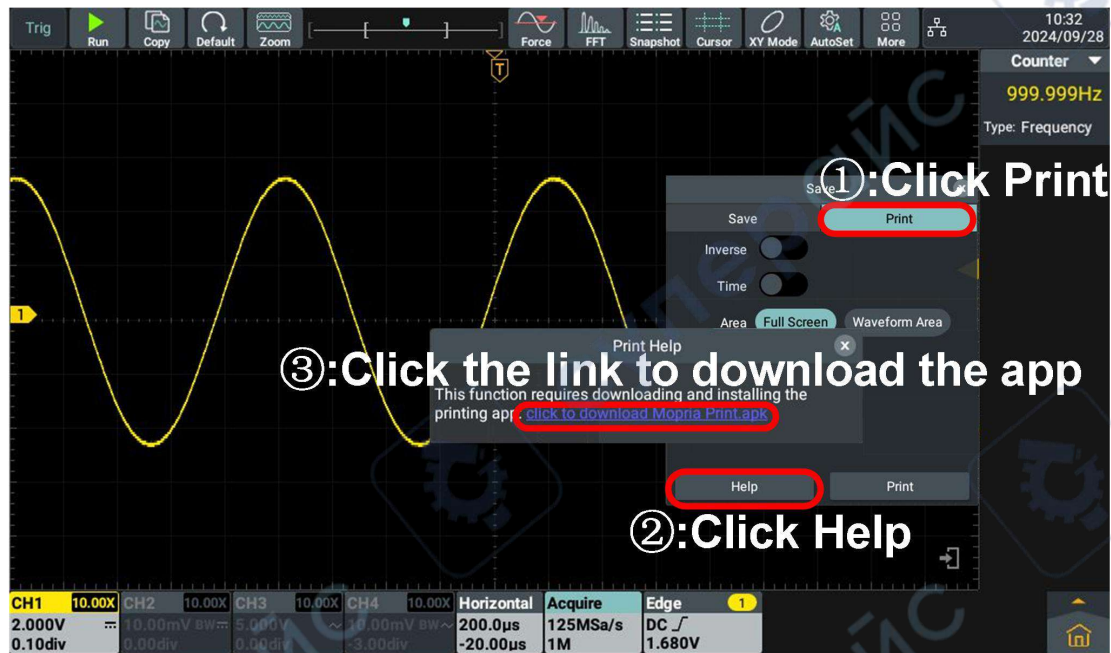 Trig
Run
Copy
Default
Zoom
T
Force
FFT
Snapshot
Cursor
XY Mode
AutoSet
More
10:32
2024/09/28
Counter
999.999Hz
Type: Frequency
①:Click Print
Save
Save Print
Inverse
Time
1
Area Full Screen Waveform Area
Print Help
③:Click the link to download the app
This function requires downloading and installing the
printing app. click to download Mopria Print.apk
Help Print
②:Click Help
CH1 10.00X CH2 10.00X CH3 10.00X CH4 10.00X Horizontal Acquire Edge 1
2.000V 10.00mV BW 5.000V 10.00mV BW 200.0µs 125MSa/s DC
0.10div 0.00div 0.00div -3.00div -20.00µs 1M 1.680V